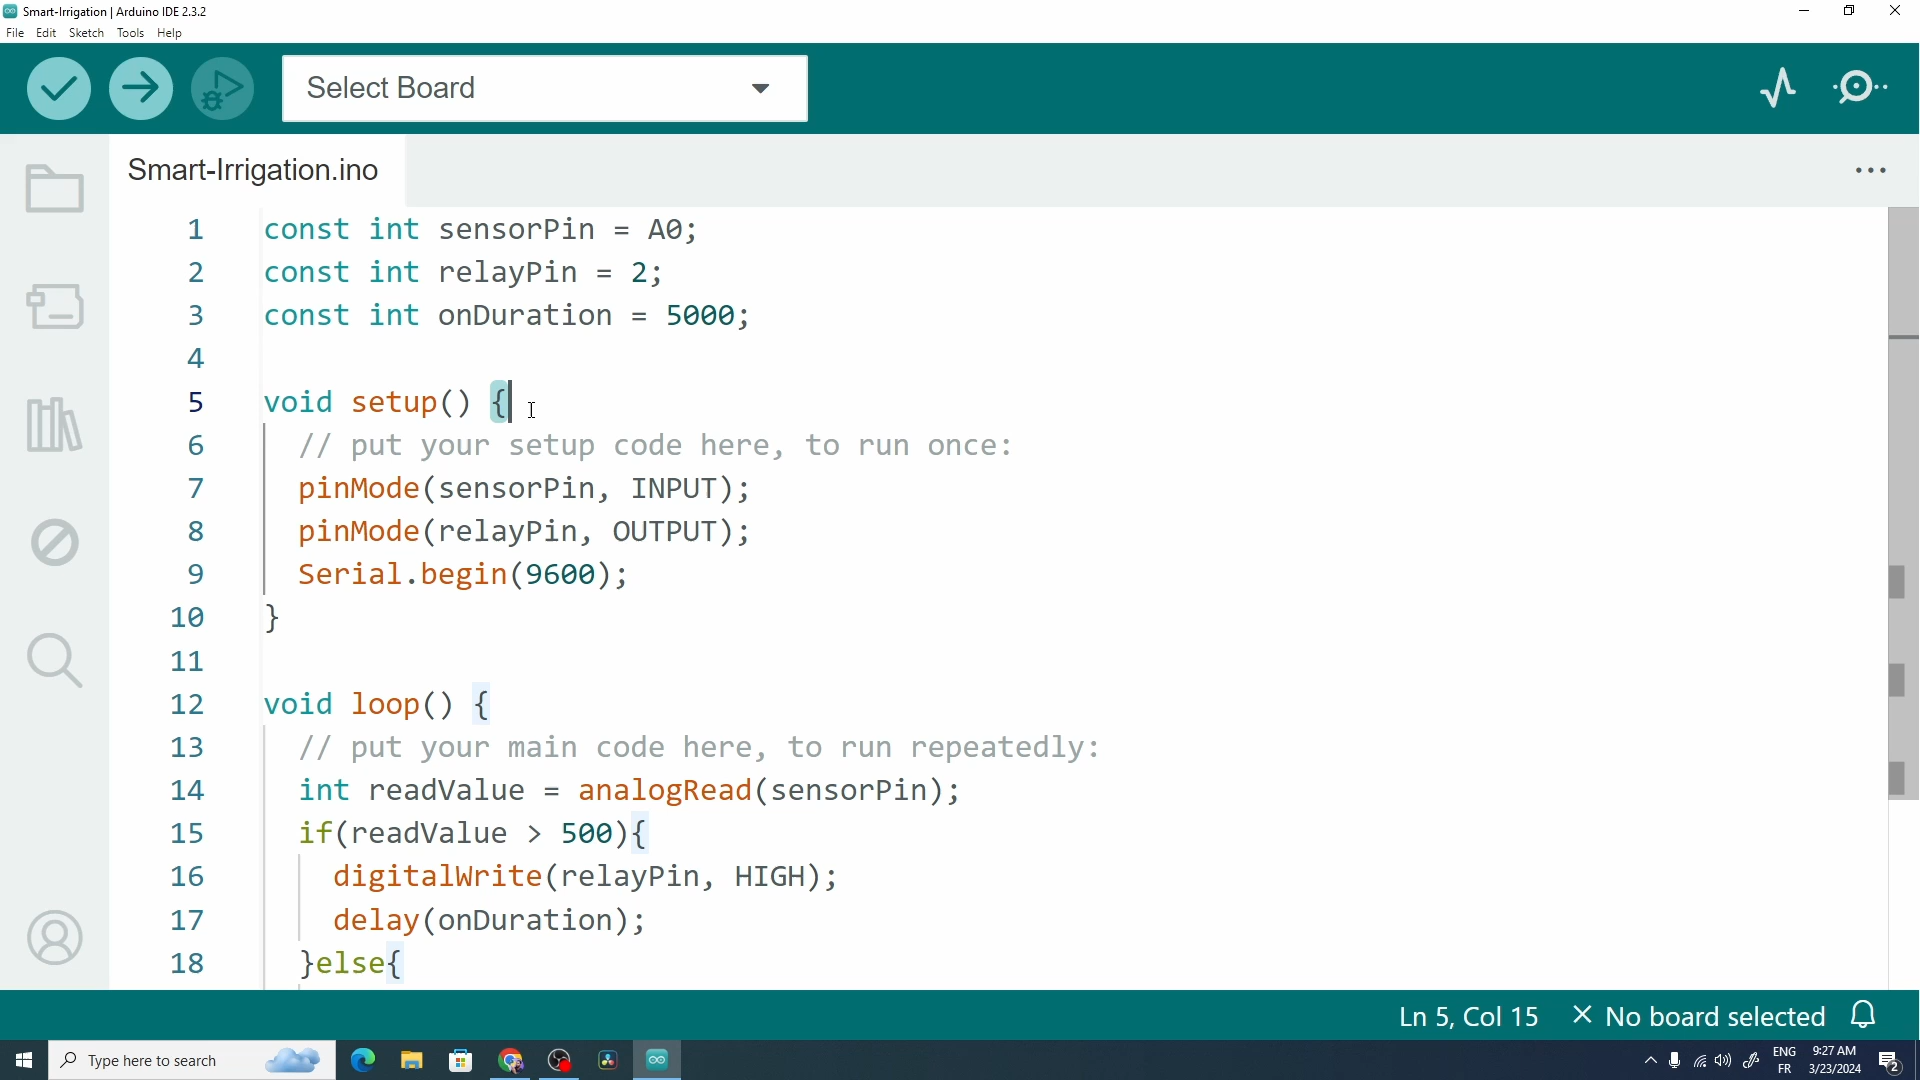 Smart-Irrigation | Arduino IDE 2.3.2
File Edit Sketch Tools Help
Select Board
Smart-Irrigation.ino
1 const int sensorPin = A0;
2 const int relayPin = 2;
3 const int onDuration = 5000;
4
5 void setup() {
6 // put your setup code here, to run once:
7 pinMode(sensorPin, INPUT);
8 pinMode(relayPin, OUTPUT);
9 Serial.begin(9600);
10 }
11
12 void loop() {
13 // put your main code here, to run repeatedly:
14 int readValue = analogRead(sensorPin);
15 if(readValue > 500){
16 digitalWrite(relayPin, HIGH);
17 delay(onDuration);
18 }else{
Ln 5, Col 15 × No board selected
Type here to search
ENG 9:27 AM
FR 3/23/2024 2